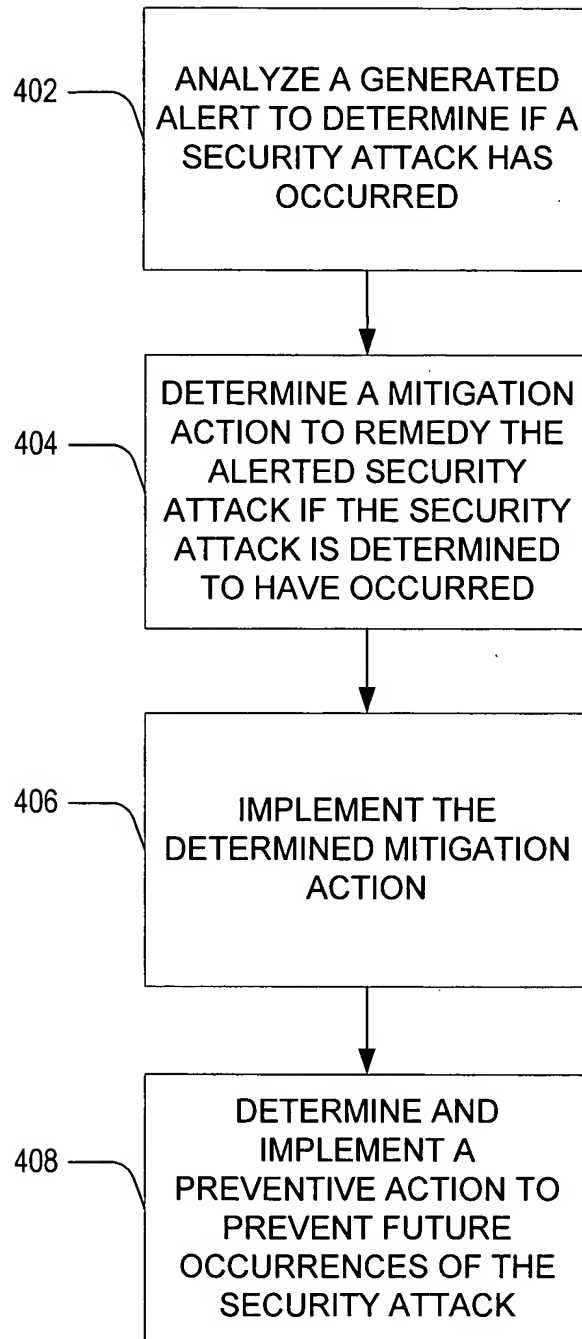 402
ANALYZE A GENERATED
ALERT TO DETERMINE IF A
SECURITY ATTACK HAS
OCCURRED
404
DETERMINE A MITIGATION
ACTION TO REMEDY THE
ALERTED SECURITY
ATTACK IF THE SECURITY
ATTACK IS DETERMINED
TO HAVE OCCURRED
406
IMPLEMENT THE
DETERMINED MITIGATION
ACTION
408
DETERMINE AND
IMPLEMENT A
PREVENTIVE ACTION TO
PREVENT FUTURE
OCCURRENCES OF THE
SECURITY ATTACK